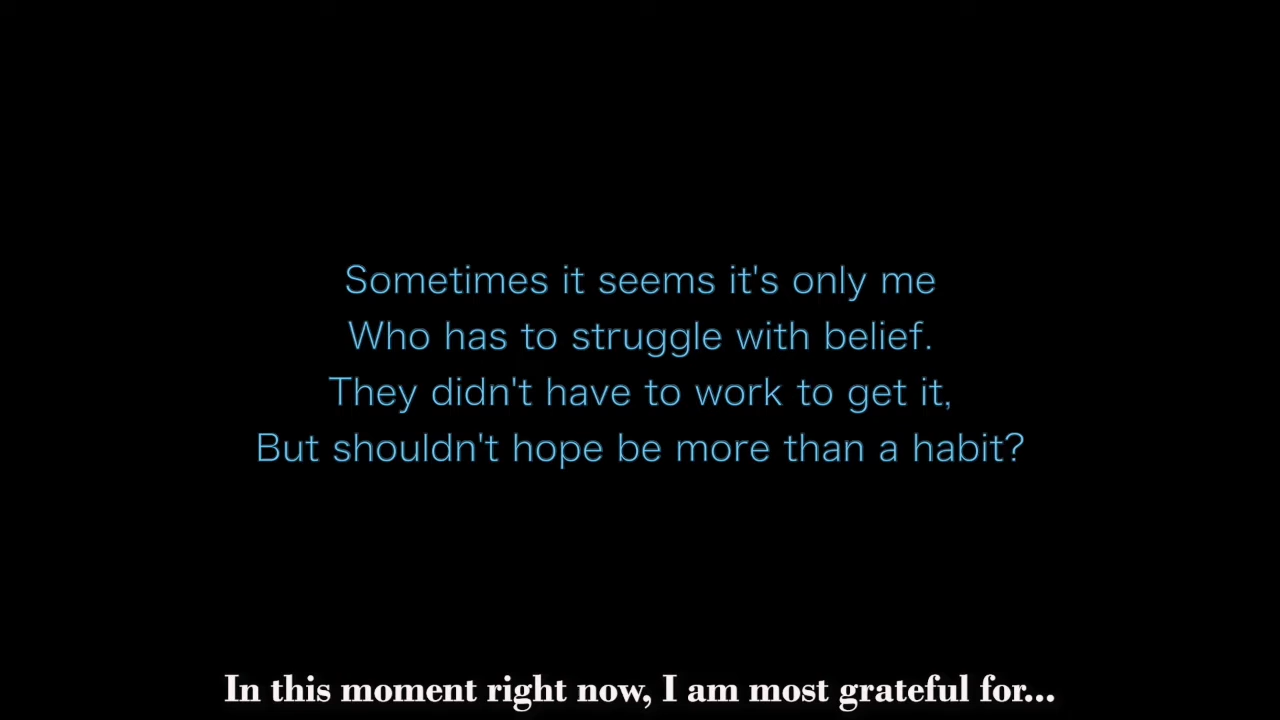 Sometimes it seems it's only me
Who has to struggle with belief.
They didn't have to work to get it,
But shouldn't hope be more than a habit?
In this moment right now, I am most grateful for...